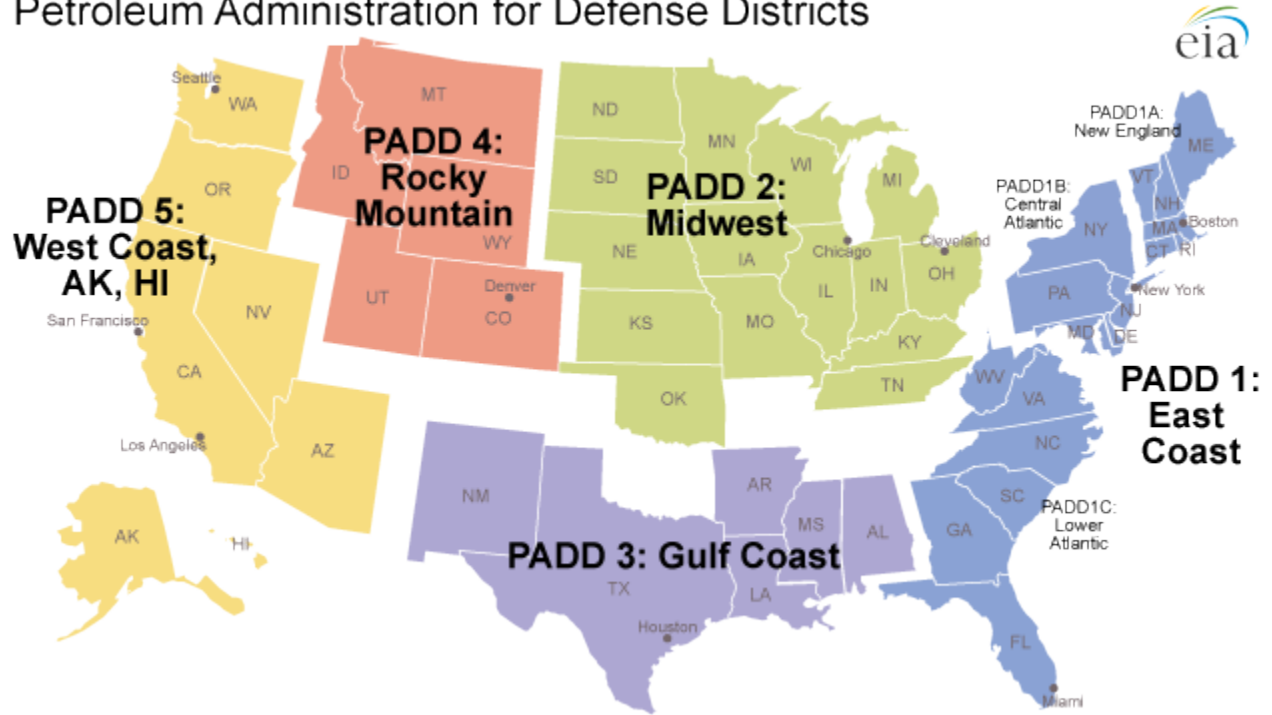 Petroleum Administration for Defense Districts
eia
Seattle
WA
OR
PADD 5:
West Coast,
AK, HI
San Francisco
NV
CA
Los Angeles
AZ
AK
HI
MT
PADD 4:
Rocky
Mountain
ID
WY
UT
Denver
CO
ND
MN
SD
WI
MI
PADD 2:
Midwest
NE
IA
Chicago
Cleveland
IL
IN
OH
KS
MO
KY
OK
TN
NM
AR
MS
AL
PADD 3: Gulf Coast
TX
LA
Houston
PADD1A:
New England
ME
VT
NH
PADD1B:
Central
Atlantic
NY
MA
Boston
CT
RI
PA
New York
NJ
MD
DE
WV
VA
PADD 1:
East
Coast
NC
SC
GA
PADD1C:
Lower
Atlantic
FL
Miami